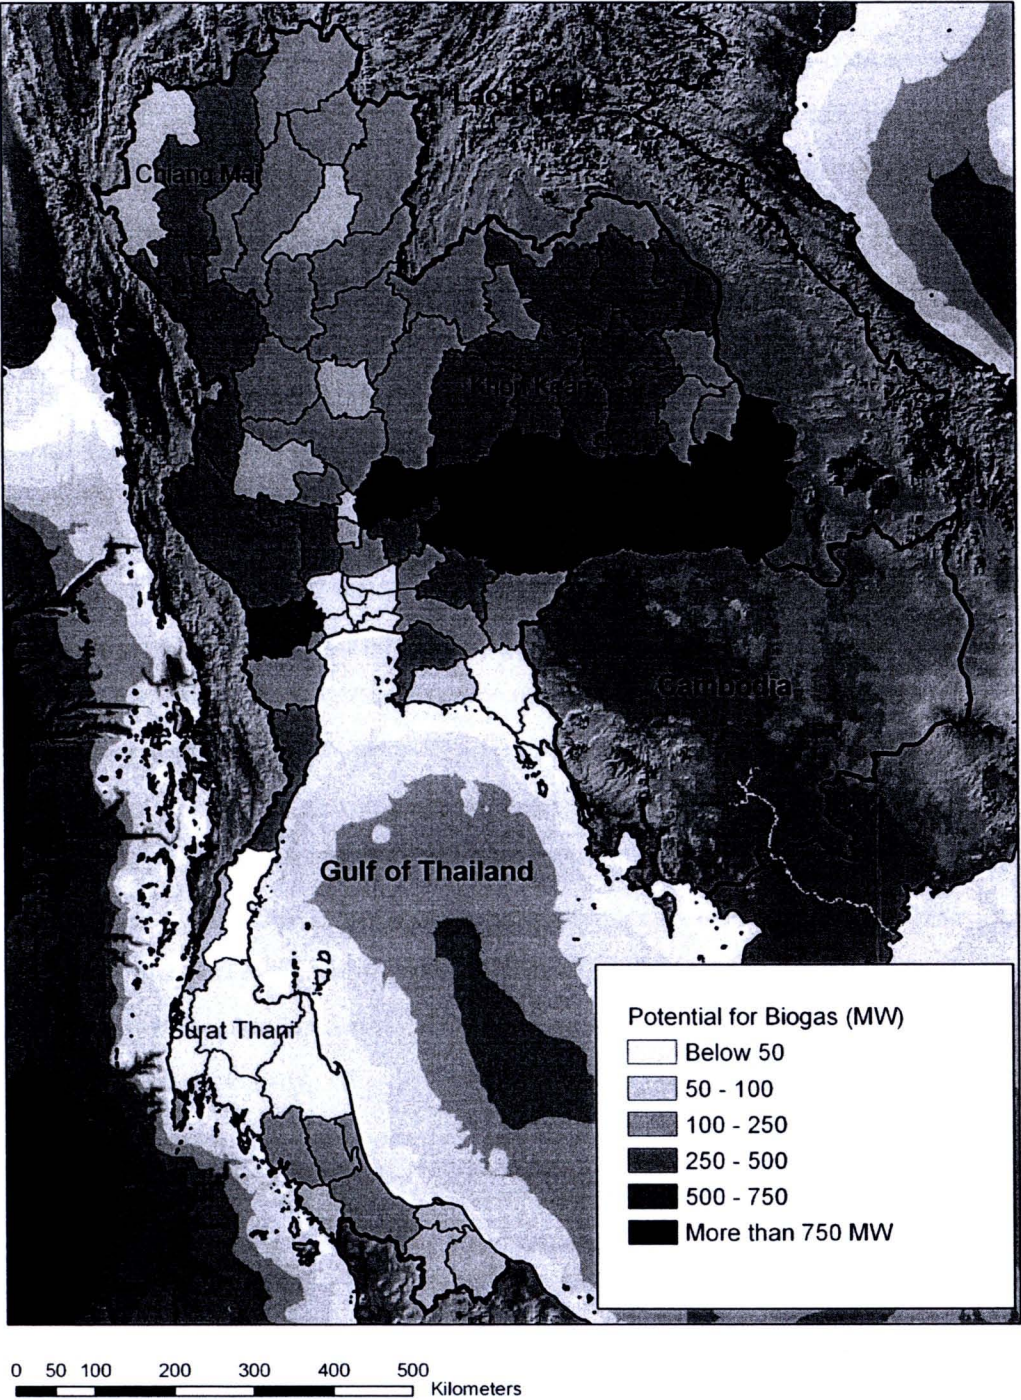 Lao PDR
Chiang Mai
Khon Kaen
Cambodia
Gulf of Thailand
Surat Thani
Potential for Biogas (MW)
Below 50
50 - 100
100 - 250
250 - 500
500 - 750
More than 750 MW
0 50 100 200 300 400 500
Kilometers